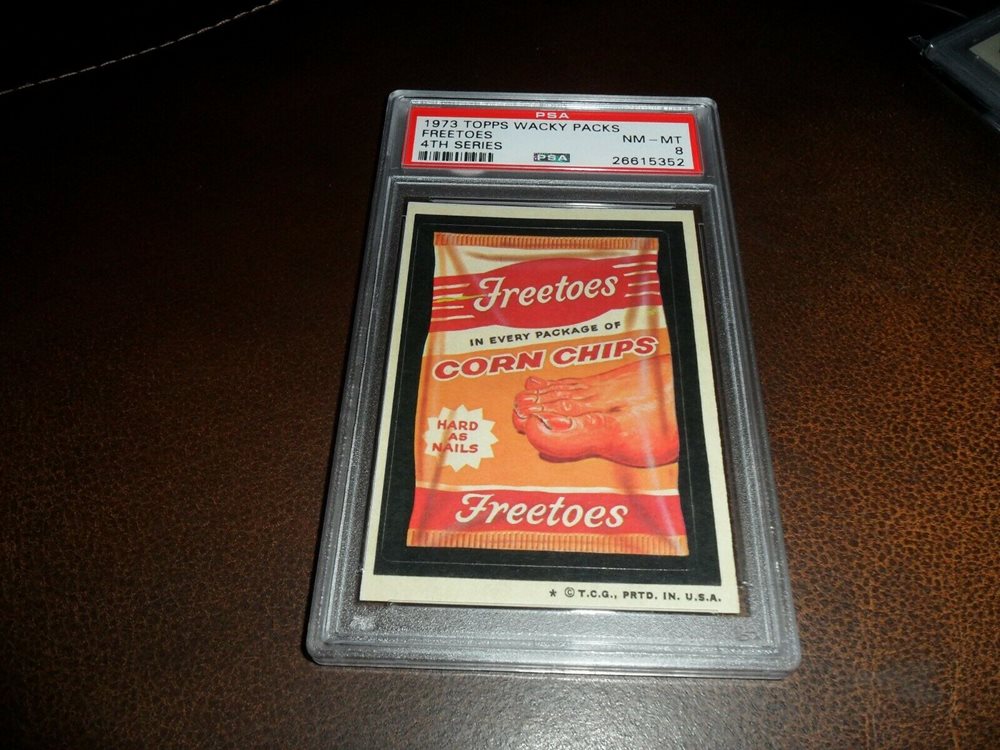 PSA
1973 TOPPS WACKY PACKS
FREETOES NM - MT
4TH SERIES 8
PSA 26615352
Freetoes
IN EVERY PACKAGE OF
CORN CHIPS
HARD
AS
NAILS
Freetoes
* © T.C.G., PRTD. IN. U.S.A.